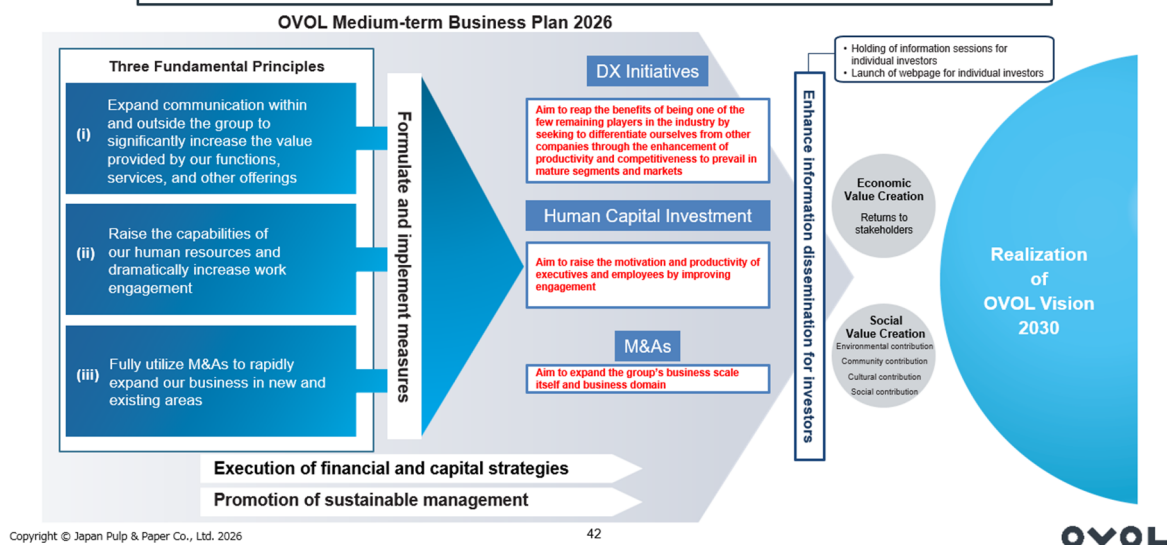 OVOL Medium-term Business Plan 2026
Three Fundamental Principles
(i)
Expand communication within
and outside the group to
significantly increase the value
provided by our functions,
services, and other offerings
(ii)
Raise the capabilities of
our human resources and
dramatically increase work
engagement
(iii)
Fully utilize M&As to rapidly
expand our business in new and
existing areas
Formulate and implement measures
DX Initiatives
Aim to reap the benefits of being one of the
few remaining players in the industry by
seeking to differentiate ourselves from other
companies through the enhancement of
productivity and competitiveness to prevail in
mature segments and markets
Human Capital Investment
Aim to raise the motivation and productivity of
executives and employees by improving
engagement
M&As
Aim to expand the group's business scale
itself and business domain
Enhance information dissemination for investors
• Holding of information sessions for
individual investors
• Launch of webpage for individual investors
Economic
Value Creation
Returns to
stakeholders
Social
Value Creation
Environmental contribution
Community contribution
Cultural contribution
Social contribution
Realization
of
OVOL Vision
2030
Execution of financial and capital strategies
Promotion of sustainable management
Copyright © Japan Pulp & Paper Co., Ltd. 2026
42
OVOL